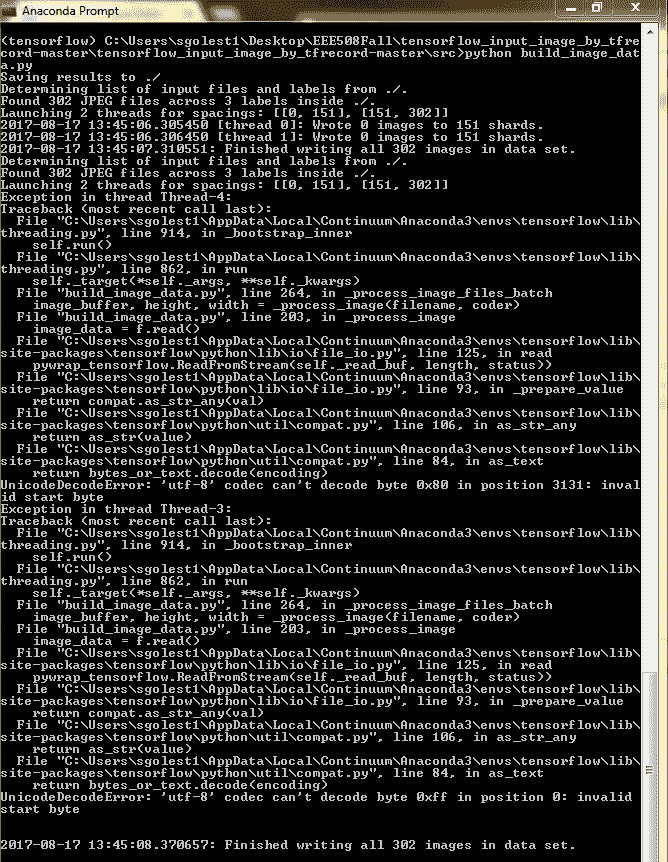 Anaconda Prompt
(tensorflow) C:\Users\sgolest1\Desktop\EEE508Fall\tensorflow_input_image_by_tfre
cord-master\tensorflow_input_image_by_tfrecord-master\src>python build_image_dat
a.py
Saving results to ./
Determining list of input files and labels from ./.
Found 302 JPEG files across 3 labels inside ./.
Launching 2 threads for spacings: [[0, 151], [151, 302]]
2017-08-17 13:45:06.305450 [thread 0]: Wrote 0 images to 151 shards.
2017-08-17 13:45:06.306450 [thread 1]: Wrote 0 images to 151 shards.
2017-08-17 13:45:07.310551: Finished writing all 302 images in data set.
Determining list of input files and labels from ./.
Found 302 JPEG files across 3 labels inside ./.
Launching 2 threads for spacings: [[0, 151], [151, 302]]
Exception in thread Thread-4:
Traceback (most recent call last):
  File "C:\Users\sgolest1\AppData\Local\Continuum\Anaconda3\envs\tensorflow\lib\
threading.py", line 914, in _bootstrap_inner
    self.run()
  File "C:\Users\sgolest1\AppData\Local\Continuum\Anaconda3\envs\tensorflow\lib\
threading.py", line 862, in run
    self._target(*self._args, **self._kwargs)
  File "build_image_data.py", line 264, in _process_image_files_batch
    image_buffer, height, width = _process_image(filename, coder)
  File "build_image_data.py", line 203, in _process_image
    image_data = f.read()
  File "C:\Users\sgolest1\AppData\Local\Continuum\Anaconda3\envs\tensorflow\lib\
site-packages\tensorflow\python\lib\io\file_io.py", line 125, in read
    pywrap_tensorflow.ReadFromStream(self._read_buf, length, status))
  File "C:\Users\sgolest1\AppData\Local\Continuum\Anaconda3\envs\tensorflow\lib\
site-packages\tensorflow\python\lib\io\file_io.py", line 93, in _prepare_value
    return compat.as_str_any(val)
  File "C:\Users\sgolest1\AppData\Local\Continuum\Anaconda3\envs\tensorflow\lib\
site-packages\tensorflow\python\util\compat.py", line 106, in as_str_any
    return as_str(value)
  File "C:\Users\sgolest1\AppData\Local\Continuum\Anaconda3\envs\tensorflow\lib\
site-packages\tensorflow\python\util\compat.py", line 84, in as_text
    return bytes_or_text.decode(encoding)
UnicodeDecodeError: 'utf-8' codec can't decode byte 0x80 in position 3131: inval
id start byte
Exception in thread Thread-3:
Traceback (most recent call last):
  File "C:\Users\sgolest1\AppData\Local\Continuum\Anaconda3\envs\tensorflow\lib\
threading.py", line 914, in _bootstrap_inner
    self.run()
  File "C:\Users\sgolest1\AppData\Local\Continuum\Anaconda3\envs\tensorflow\lib\
threading.py", line 862, in run
    self._target(*self._args, **self._kwargs)
  File "build_image_data.py", line 264, in _process_image_files_batch
    image_buffer, height, width = _process_image(filename, coder)
  File "build_image_data.py", line 203, in _process_image
    image_data = f.read()
  File "C:\Users\sgolest1\AppData\Local\Continuum\Anaconda3\envs\tensorflow\lib\
site-packages\tensorflow\python\lib\io\file_io.py", line 125, in read
    pywrap_tensorflow.ReadFromStream(self._read_buf, length, status))
  File "C:\Users\sgolest1\AppData\Local\Continuum\Anaconda3\envs\tensorflow\lib\
site-packages\tensorflow\python\lib\io\file_io.py", line 93, in _prepare_value
    return compat.as_str_any(val)
  File "C:\Users\sgolest1\AppData\Local\Continuum\Anaconda3\envs\tensorflow\lib\
site-packages\tensorflow\python\util\compat.py", line 106, in as_str_any
    return as_str(value)
  File "C:\Users\sgolest1\AppData\Local\Continuum\Anaconda3\envs\tensorflow\lib\
site-packages\tensorflow\python\util\compat.py", line 84, in as_text
    return bytes_or_text.decode(encoding)
UnicodeDecodeError: 'utf-8' codec can't decode byte 0xff in position 0: invalid
start byte
2017-08-17 13:45:08.370657: Finished writing all 302 images in data set.